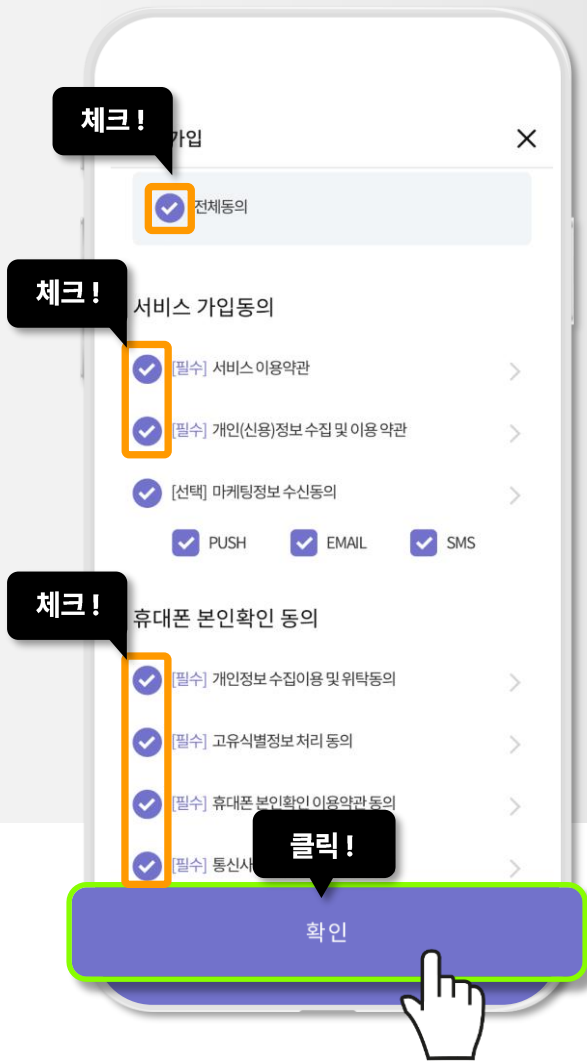 체크 !
가입
전체동의
체크 !
서비스 가입동의
[필수] 서비스 이용약관
[필수] 개인(신용)정보 수집 및 이용 약관
[선택] 마케팅정보 수신동의
PUSH EMAIL SMS
체크 !
휴대폰 본인확인 동의
[필수] 개인정보 수집이용 및 위탁동의
[필수] 고유식별정보 처리 동의
[필수] 휴대폰 본인확인 이용약관 동의
클릭 !
[필수] 통신사
확인